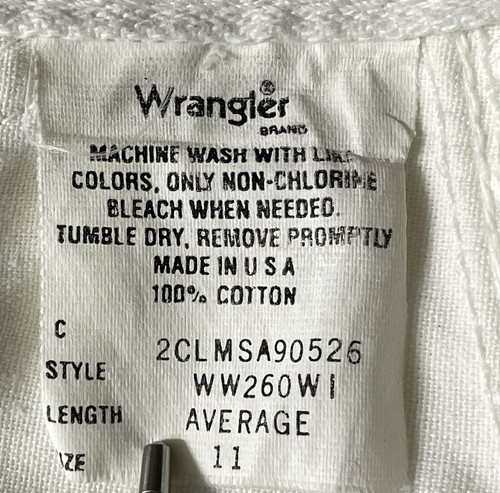 Wrangler®
BRAND
MACHINE WASH WITH LIKE
COLORS, ONLY NON-CHLORINE
BLEACH WHEN NEEDED.
TUMBLE DRY, REMOVE PROMPTLY
MADE IN U S A
100% COTTON
C 2CLMSA90526
STYLE WW260WI
LENGTH AVERAGE
IZE 11